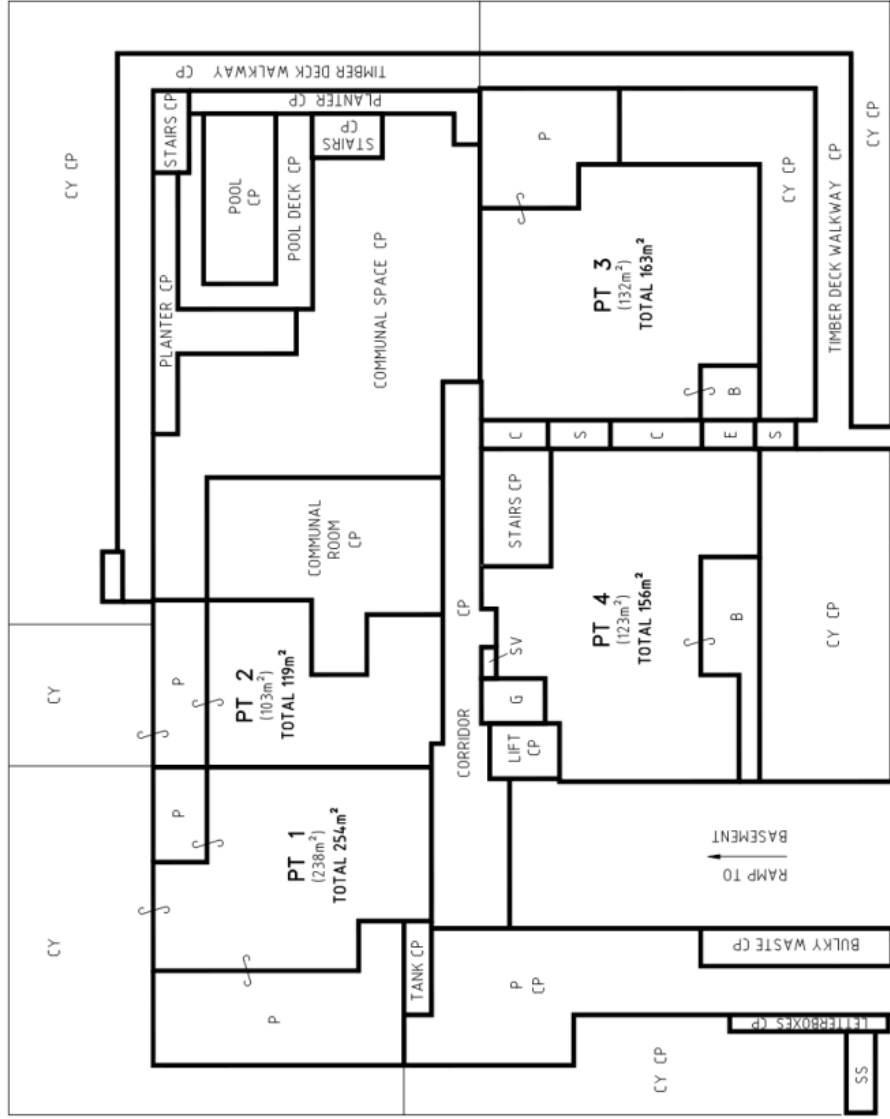 TIMBER DECK WALKWAY CP
CY CP
STAIRS CP
PLANTER CP
POOL
CP
POOL DECK CP
STAIRS
CP
PLANTER CP
COMMUNAL SPACE CP
P
CY CP
CY CP
TIMBER DECK WALKWAY CP
PT 3
(132m²)
TOTAL 163m²
B
C
S
C
E
S
COMMUNAL
ROOM
CP
STAIRS CP
CY
P
PT 2
(103m²)
TOTAL 119m²
CORRIDOR CP
SV
G
LIFT
CP
PT 4
(123m²)
TOTAL 156m²
B
CY CP
CY
P
PT 1
(238m²)
TOTAL 254m²
P
TANK CP
RAMP TO
BASEMENT
BULKY WASTE CP
P
CP
LETTERBOXES CP
CY CP
SS